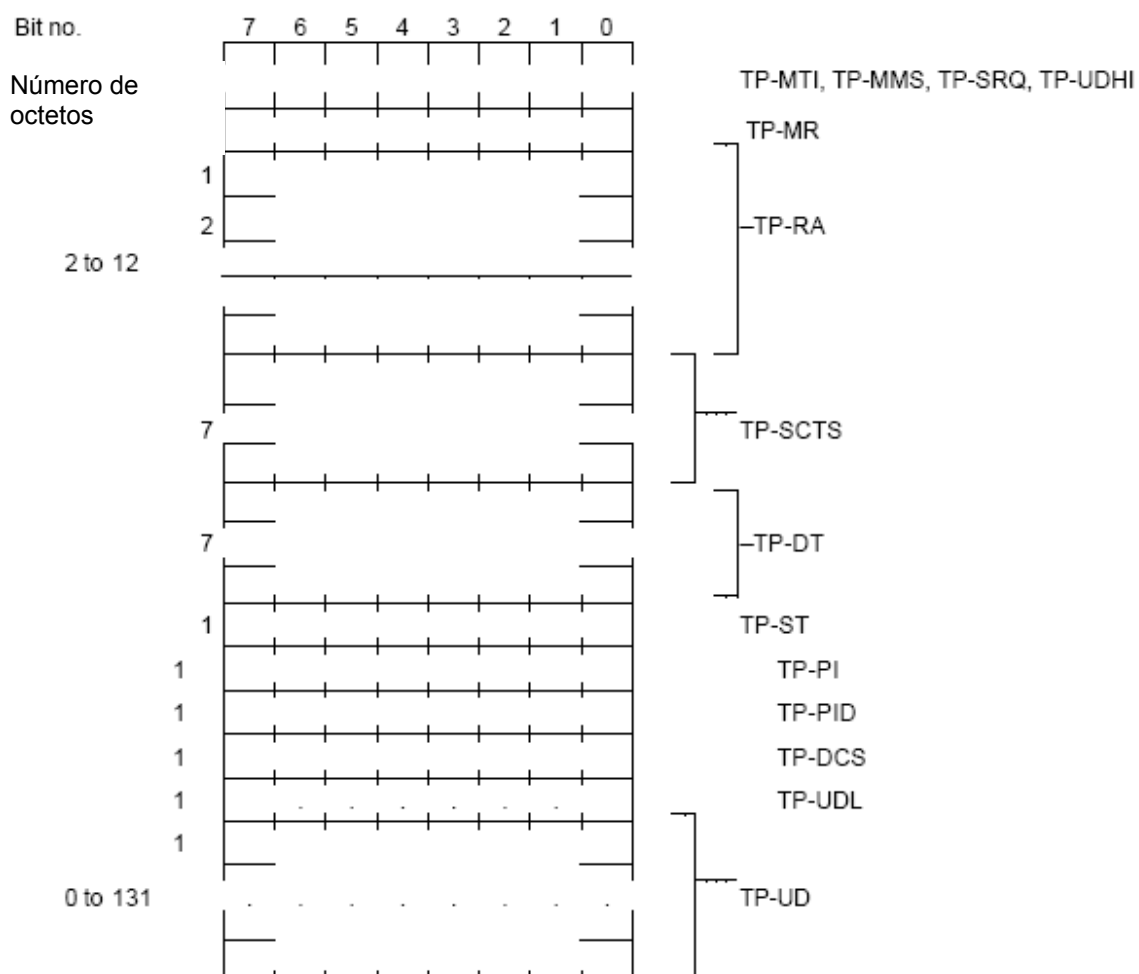 Bit no. 7 6 5 4 3 2 1 0
Número de
octetos
TP-MTI, TP-MMS, TP-SRQ, TP-UDHI
TP-MR
1
2
TP-RA
2 to 12
7
TP-SCTS
7
TP-DT
1 TP-ST
1 TP-PI
1 TP-PID
1 TP-DCS
1 TP-UDL
1
0 to 131 TP-UD